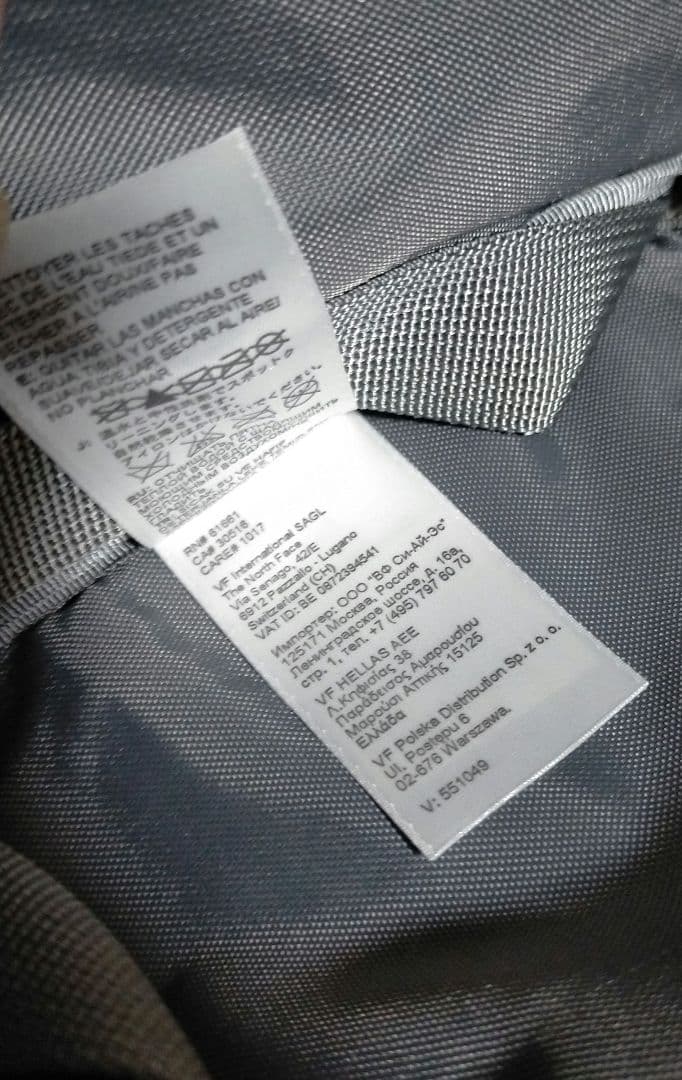 TTOYER LES TACHES
DE L'EAU TIEDE ET UN
DETERGENT DOUX/FAIRE
SECHER A L'AIR/NE PAS
REPASSER
QUITAR LAS MANCHAS CON
AGUA TIBIA Y DETERGENTE
SUAVE/DEJAR SECAR AL AIRE/
NO PLANCHAR
RN# 61661
CA# 30516
CARE# 1017
VF International SAGL
The North Face
Via Senago, 42/E
6912 Pazzallo - Lugano
Switzerland (CH)
VAT ID: BE 0872394541
Импортер: ООО "ВФ Си-Ай-Эс"
125171 Москва, Россия
Ленинградское шоссе, д. 16а,
стр. 1, тел. +7 (495) 797 60 70
VF HELLAS AEE
Λ.Κηφισίας 38
Παράδεισος Αμαρουσίου
Μαρούσι Αττικής 15125
Ελλάδα
VF Polska Distribution Sp. z o. o.
Ul. Postepu 6
02-676 Warszawa.
V: 551049